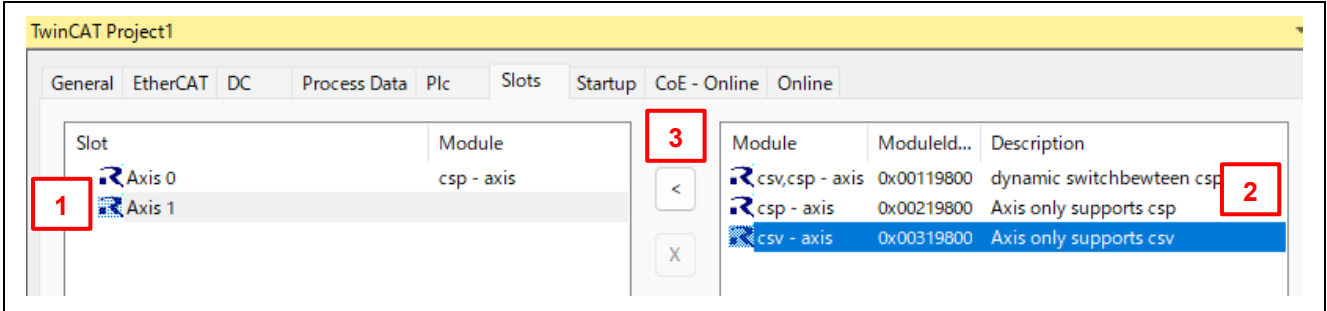 TwinCAT Project1
General EtherCAT DC Process Data Plc Slots Startup CoE - Online Online
Slot Module
3
Module ModuleId... Description
Axis 0 csp - axis
<
csv,csp - axis 0x00119800 dynamic switchbewteen csp
1
Axis 1
csp - axis 0x00219800 Axis only supports csp
2
csv - axis 0x00319800 Axis only supports csv
X